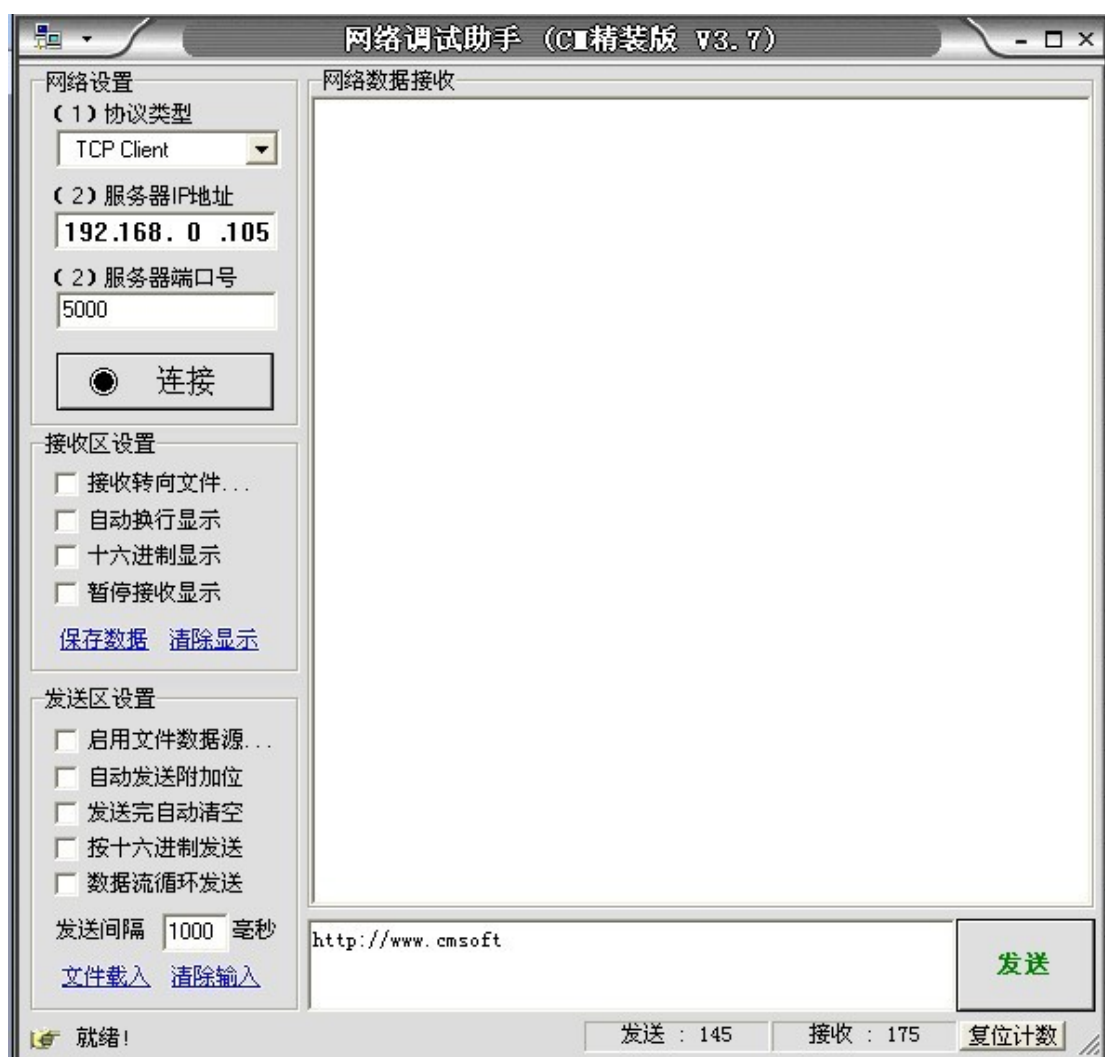 网络调试助手 (CⅢ精装版 V3.7)
网络设置
(1)协议类型
TCP Client
(2)服务器IP地址
192.168. 0 .105
(2)服务器端口号
5000
连接
接收区设置
接收转向文件...
自动换行显示
十六进制显示
暂停接收显示
保存数据 清除显示
发送区设置
启用文件数据源...
自动发送附加位
发送完自动清空
按十六进制发送
数据流循环发送
发送间隔 1000 毫秒
文件载入 清除输入
网络数据接收
http://www.cmsoft
发送
就绪!
发送 : 145
接收 : 175
复位计数